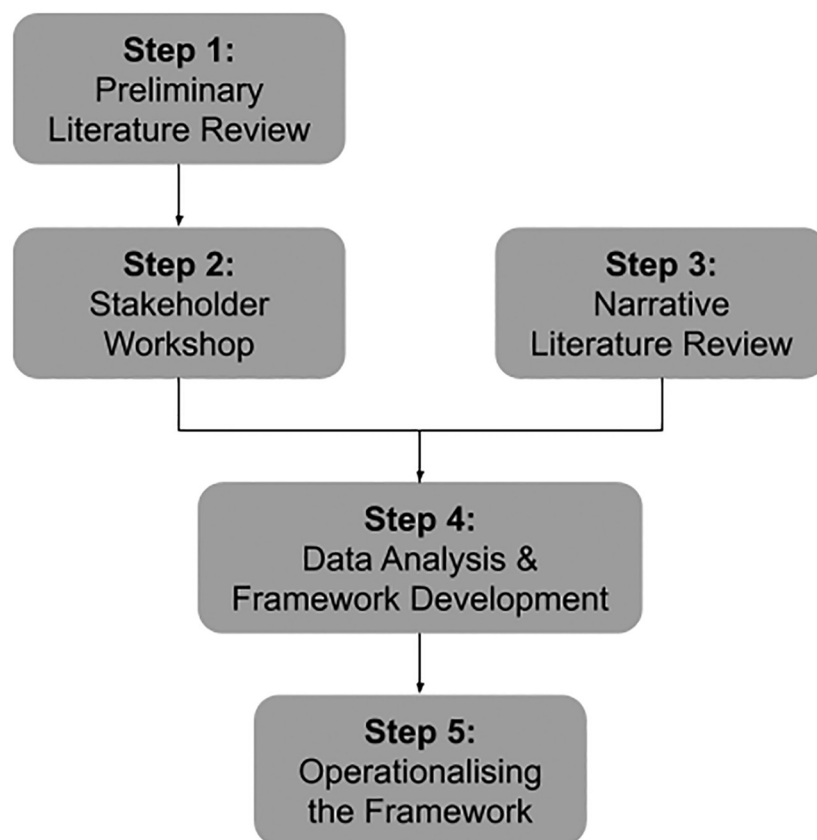 Step 1:
Preliminary
Literature Review
Step 2:
Stakeholder
Workshop
Step 3:
Narrative
Literature Review
Step 4:
Data Analysis &
Framework Development
Step 5:
Operationalising
the Framework